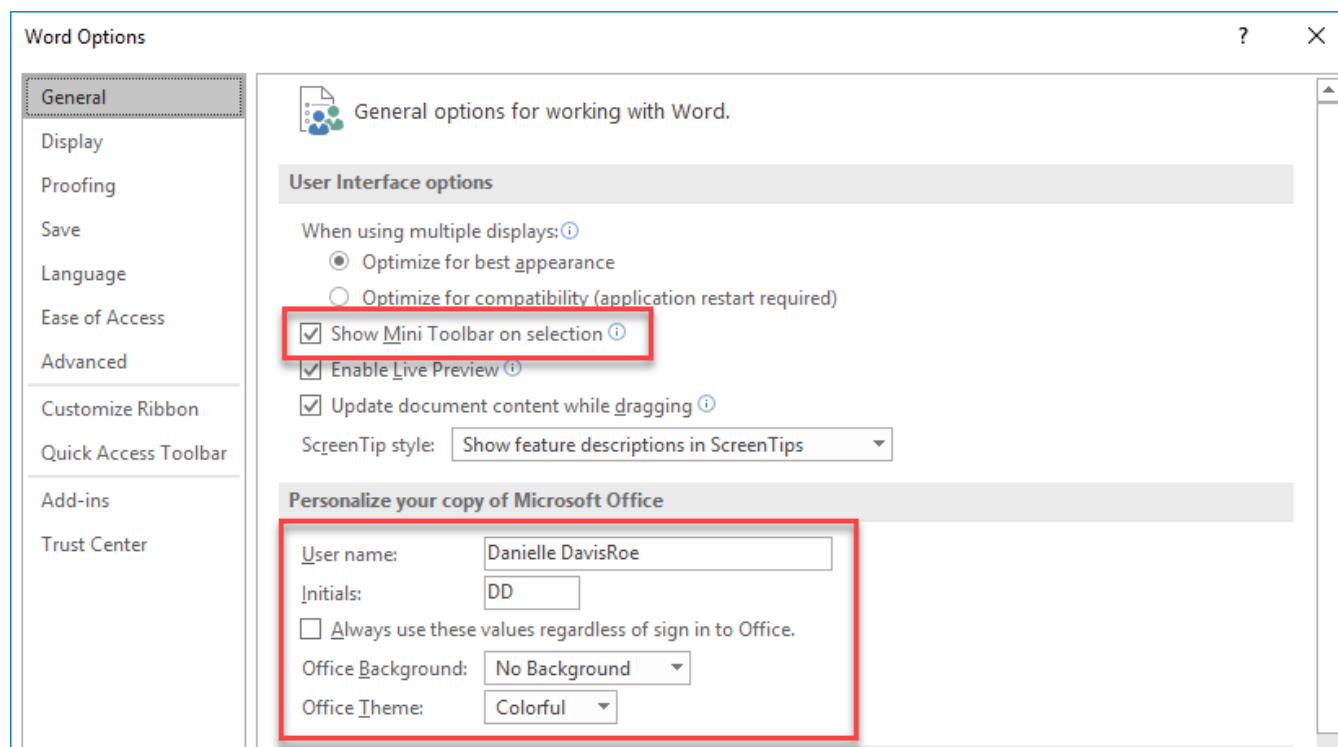 Word Options ?
General
Display
Proofing
Save
Language
Ease of Access
Advanced
Customize Ribbon
Quick Access Toolbar
Add-ins
Trust Center
General options for working with Word.
User Interface options
When using multiple displays:
Optimize for best appearance
Optimize for compatibility (application restart required)
Show Mini Toolbar on selection
Enable Live Preview
Update document content while dragging
ScreenTip style: Show feature descriptions in ScreenTips
Personalize your copy of Microsoft Office
User name: Danielle DavisRoe
Initials: DD
Always use these values regardless of sign in to Office.
Office Background: No Background
Office Theme: Colorful